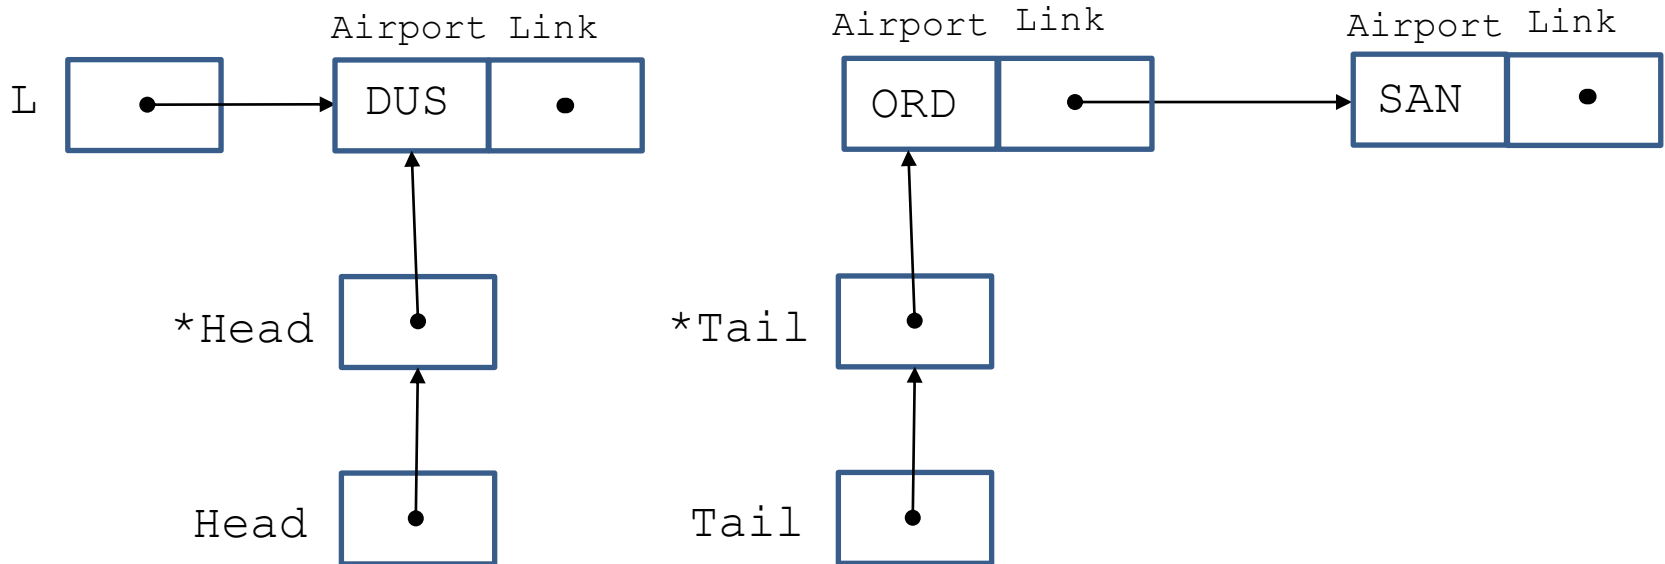 Airport Link Airport Link Airport Link
L DUS ORD SAN
*Head *Tail
Head Tail